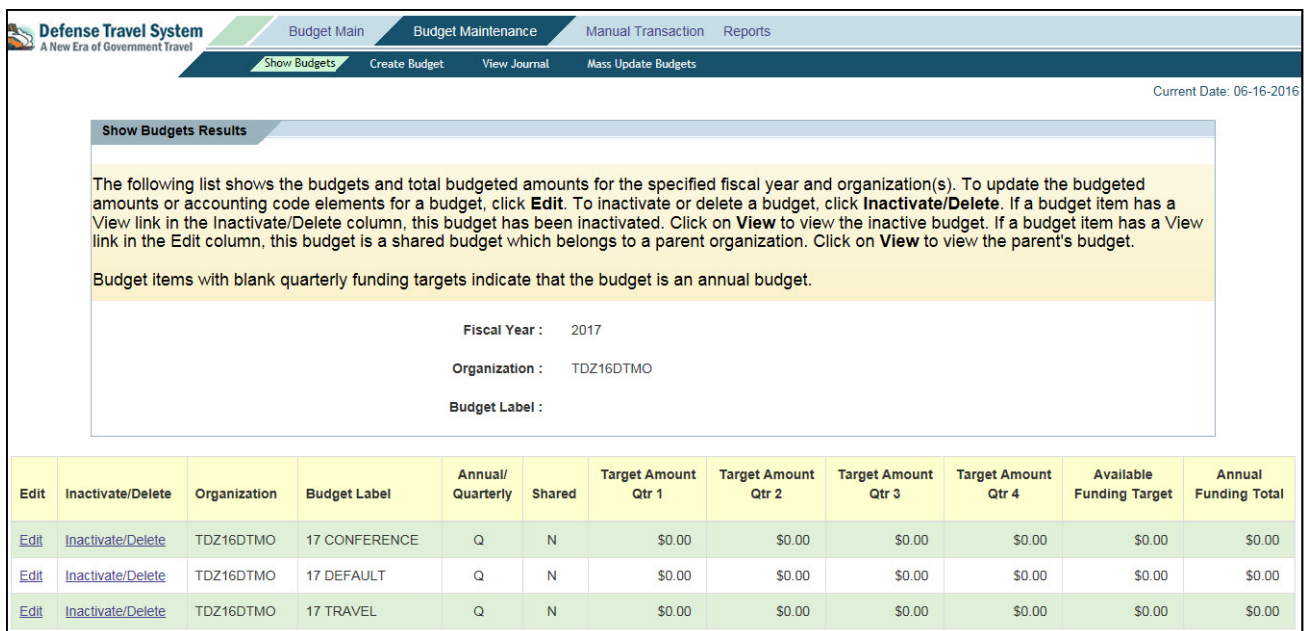 Defense Travel System
A New Era of Government Travel
Budget Main Budget Maintenance Manual Transaction Reports
Show Budgets Create Budget View Journal Mass Update Budgets
Current Date: 06-16-2016
Show Budgets Results
The following list shows the budgets and total budgeted amounts for the specified fiscal year and organization(s). To update the budgeted
amounts or accounting code elements for a budget, click Edit. To inactivate or delete a budget, click Inactivate/Delete. If a budget item has a
View link in the Inactivate/Delete column, this budget has been inactivated. Click on View to view the inactive budget. If a budget item has a View
link in the Edit column, this budget is a shared budget which belongs to a parent organization. Click on View to view the parent's budget.
Budget items with blank quarterly funding targets indicate that the budget is an annual budget.
Fiscal Year : 2017
Organization : TDZ16DTMO
Budget Label :
Edit Inactivate/Delete Organization Budget Label Annual/ Quarterly Shared Target Amount Qtr 1 Target Amount Qtr 2 Target Amount Qtr 3 Target Amount Qtr 4 Available Funding Target Annual Funding Total
Edit Inactivate/Delete TDZ16DTMO 17 CONFERENCE Q N $0.00 $0.00 $0.00 $0.00 $0.00 $0.00
Edit Inactivate/Delete TDZ16DTMO 17 DEFAULT Q N $0.00 $0.00 $0.00 $0.00 $0.00 $0.00
Edit Inactivate/Delete TDZ16DTMO 17 TRAVEL Q N $0.00 $0.00 $0.00 $0.00 $0.00 $0.00